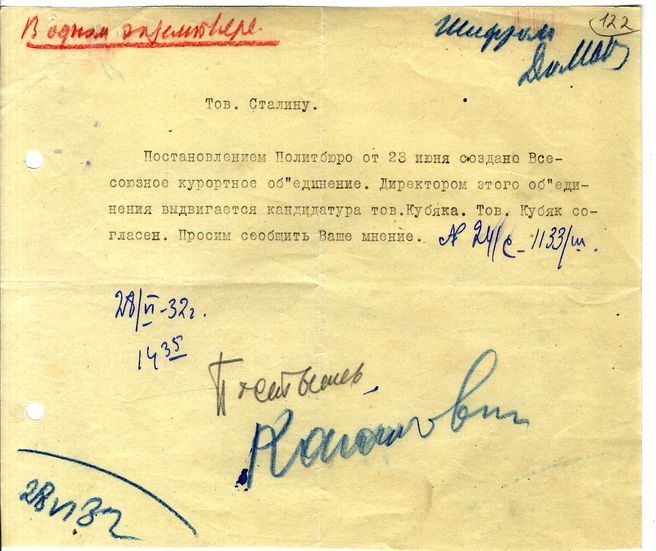 В одном экземпляре.
Шифром
122
Тов. Сталину.
Постановлением Политбюро от 23 июня создано Все-
союзное курортное об"единение. Директором этого об"еди-
нения выдвигается кандидатура тов.Кубяка. Тов. Кубяк со-
гласен. Просим сообщить Ваше мнение. № 24/с 1133/ш.
28/VI-32г.
14 35
Постышев
Каганович
28 VI 32